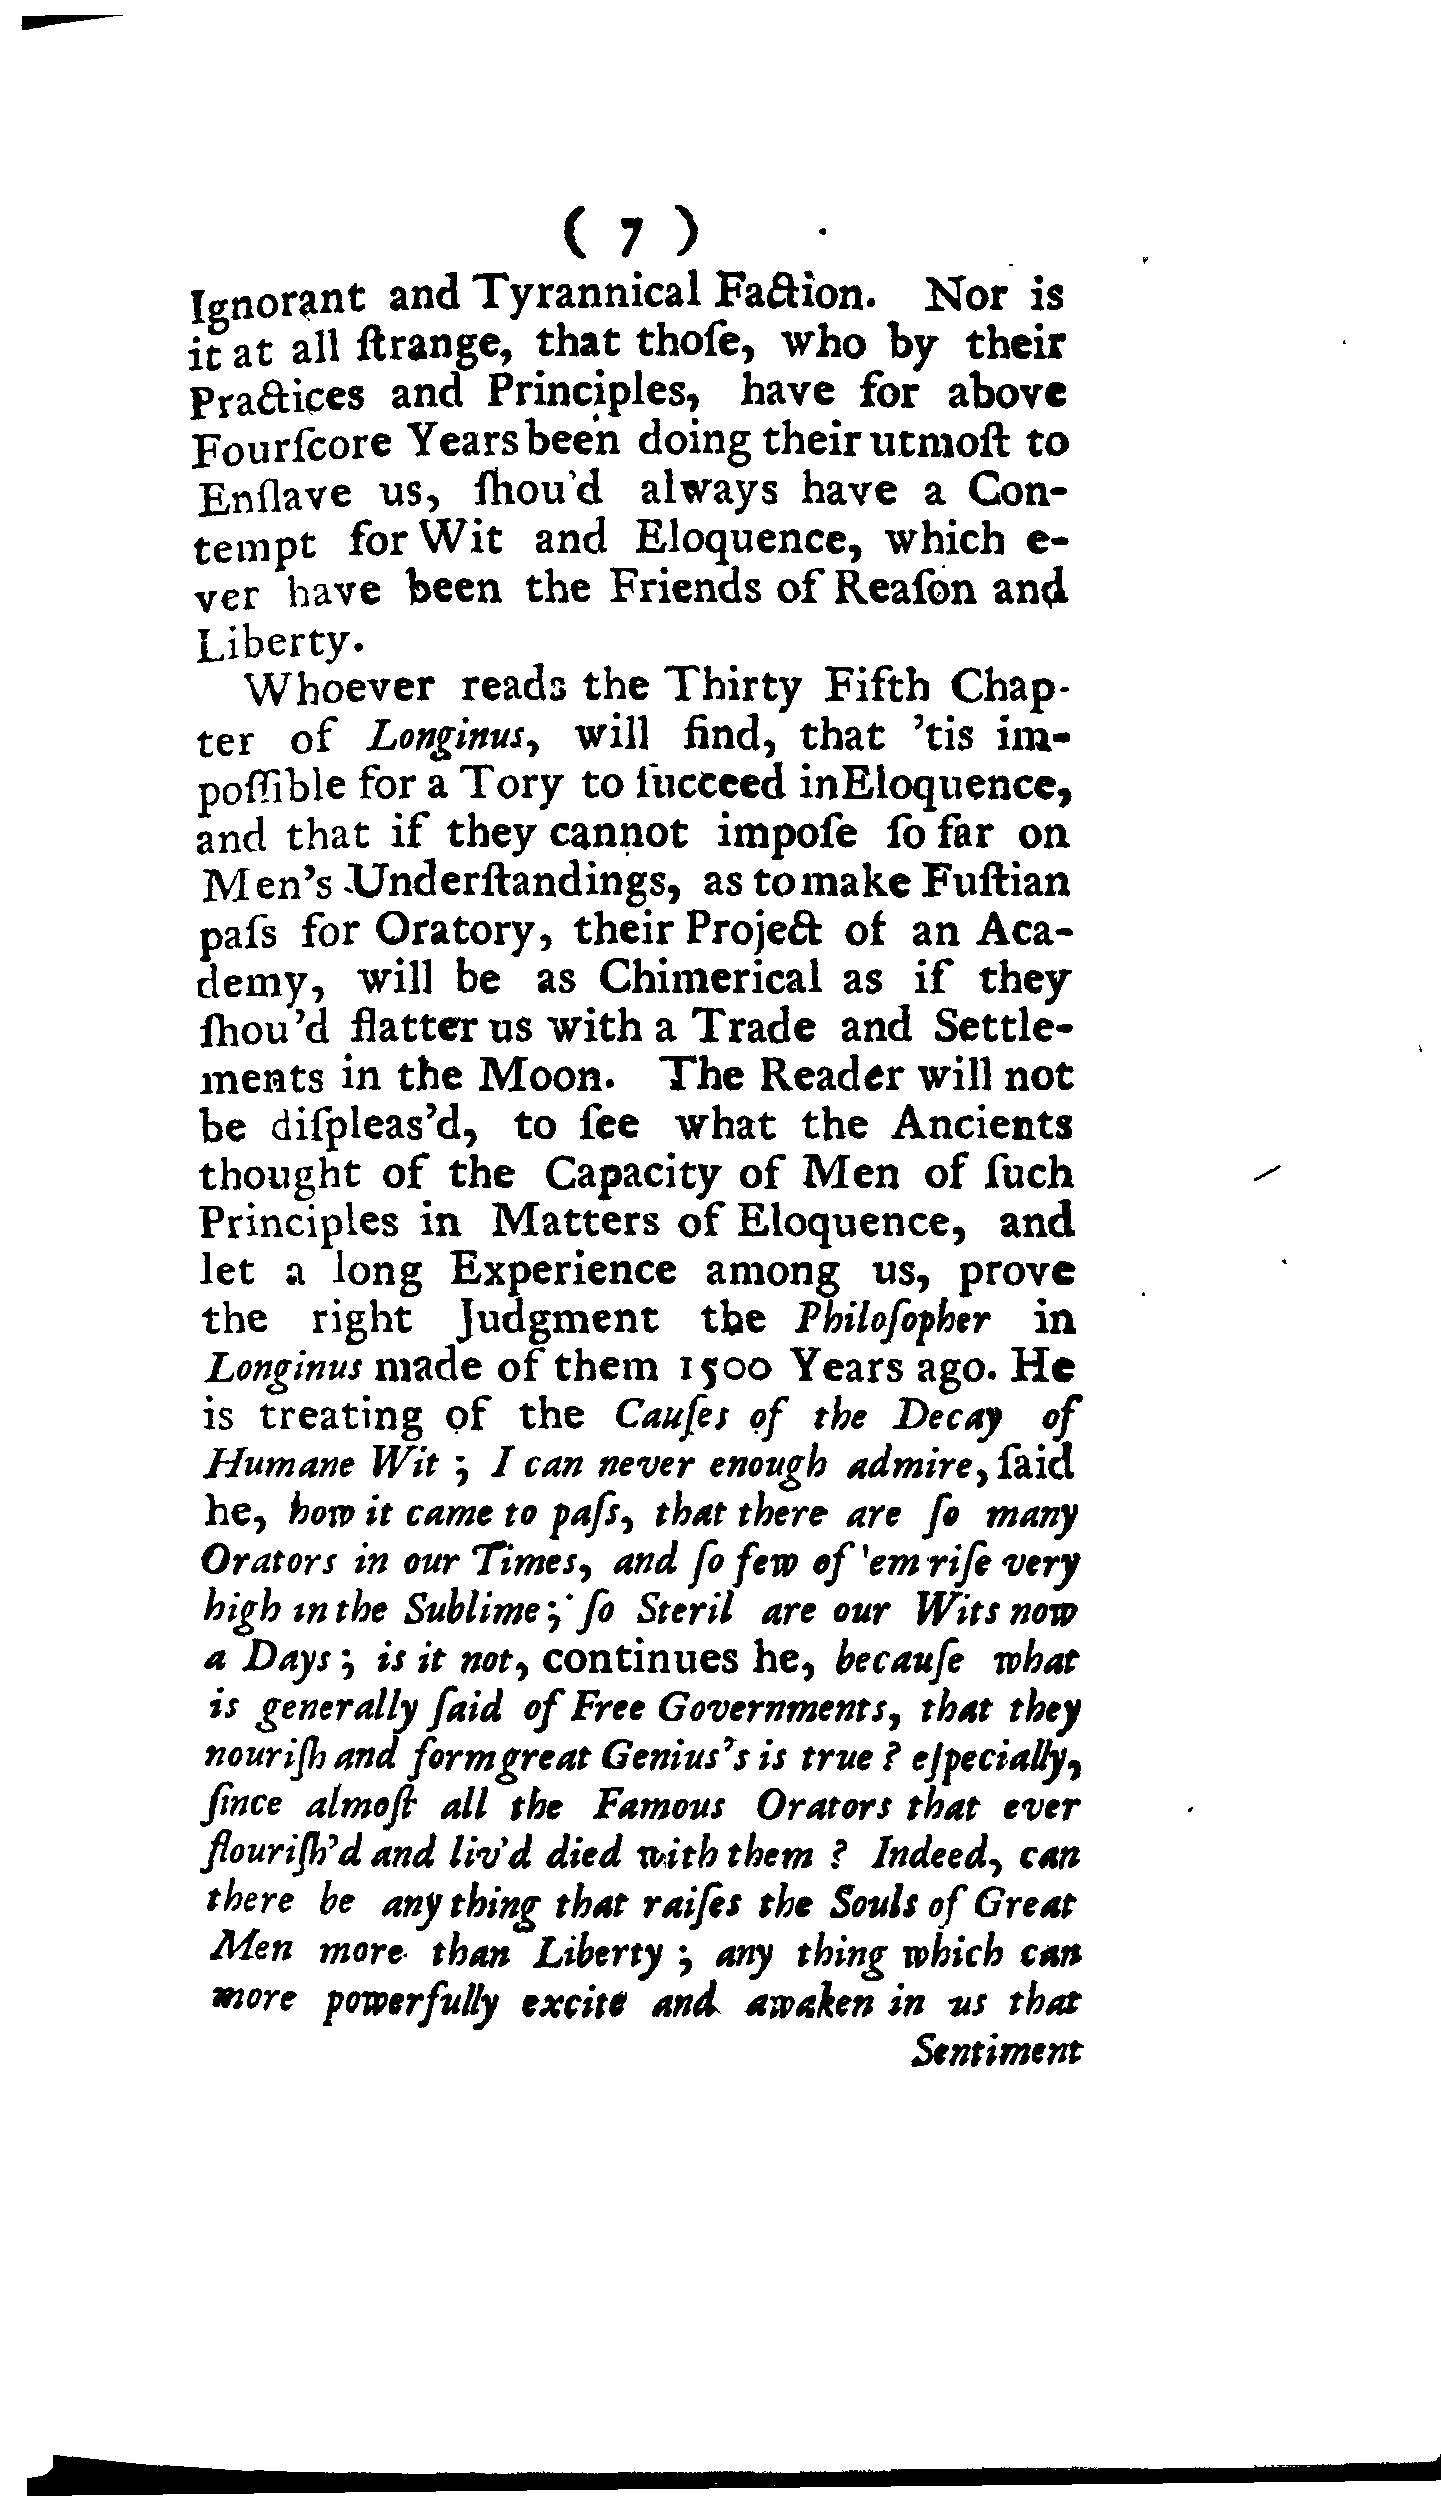 ( 7 )
Ignorant and Tyrannical Faction. Nor is
it at all ſtrange, that thoſe, who by their
Practices and Principles, have for above
Fourſcore Years been doing their utmoſt to
Enſlave us, ſhou'd always have a Con-
tempt for Wit and Eloquence, which e-
ver have been the Friends of Reaſon and
Liberty.
Whoever reads the Thirty Fifth Chap-
ter of Longinus, will find, that 'tis im-
poſſible for a Tory to ſucceed in Eloquence,
and that if they cannot impoſe ſo far on
Men's Underſtandings, as to make Fuſtian
paſs for Oratory, their Project of an Aca-
demy, will be as Chimerical as if they
ſhou'd flatter us with a Trade and Settle-
ments in the Moon. The Reader will not
be diſpleas'd, to ſee what the Ancients
thought of the Capacity of Men of ſuch
Principles in Matters of Eloquence, and
let a long Experience among us, prove
the right Judgment the Philoſopher in
Longinus made of them 1500 Years ago. He
is treating of the Cauſes of the Decay of
Humane Wit ; I can never enough admire, ſaid
he, how it came to paſs, that there are ſo many
Orators in our Times, and ſo few of 'em riſe very
high in the Sublime ; ſo Steril are our Wits now
a Days ; is it not, continues he, becauſe what
is generally ſaid of Free Governments, that they
nouriſh and form great Genius's is true ? eſpecially,
ſince almoſt all the Famous Orators that ever
flouriſh'd and liv'd died with them ? Indeed, can
there be any thing that raiſes the Souls of Great
Men more than Liberty ; any thing which can
more powerfully excite and awaken in us that
Sentiment